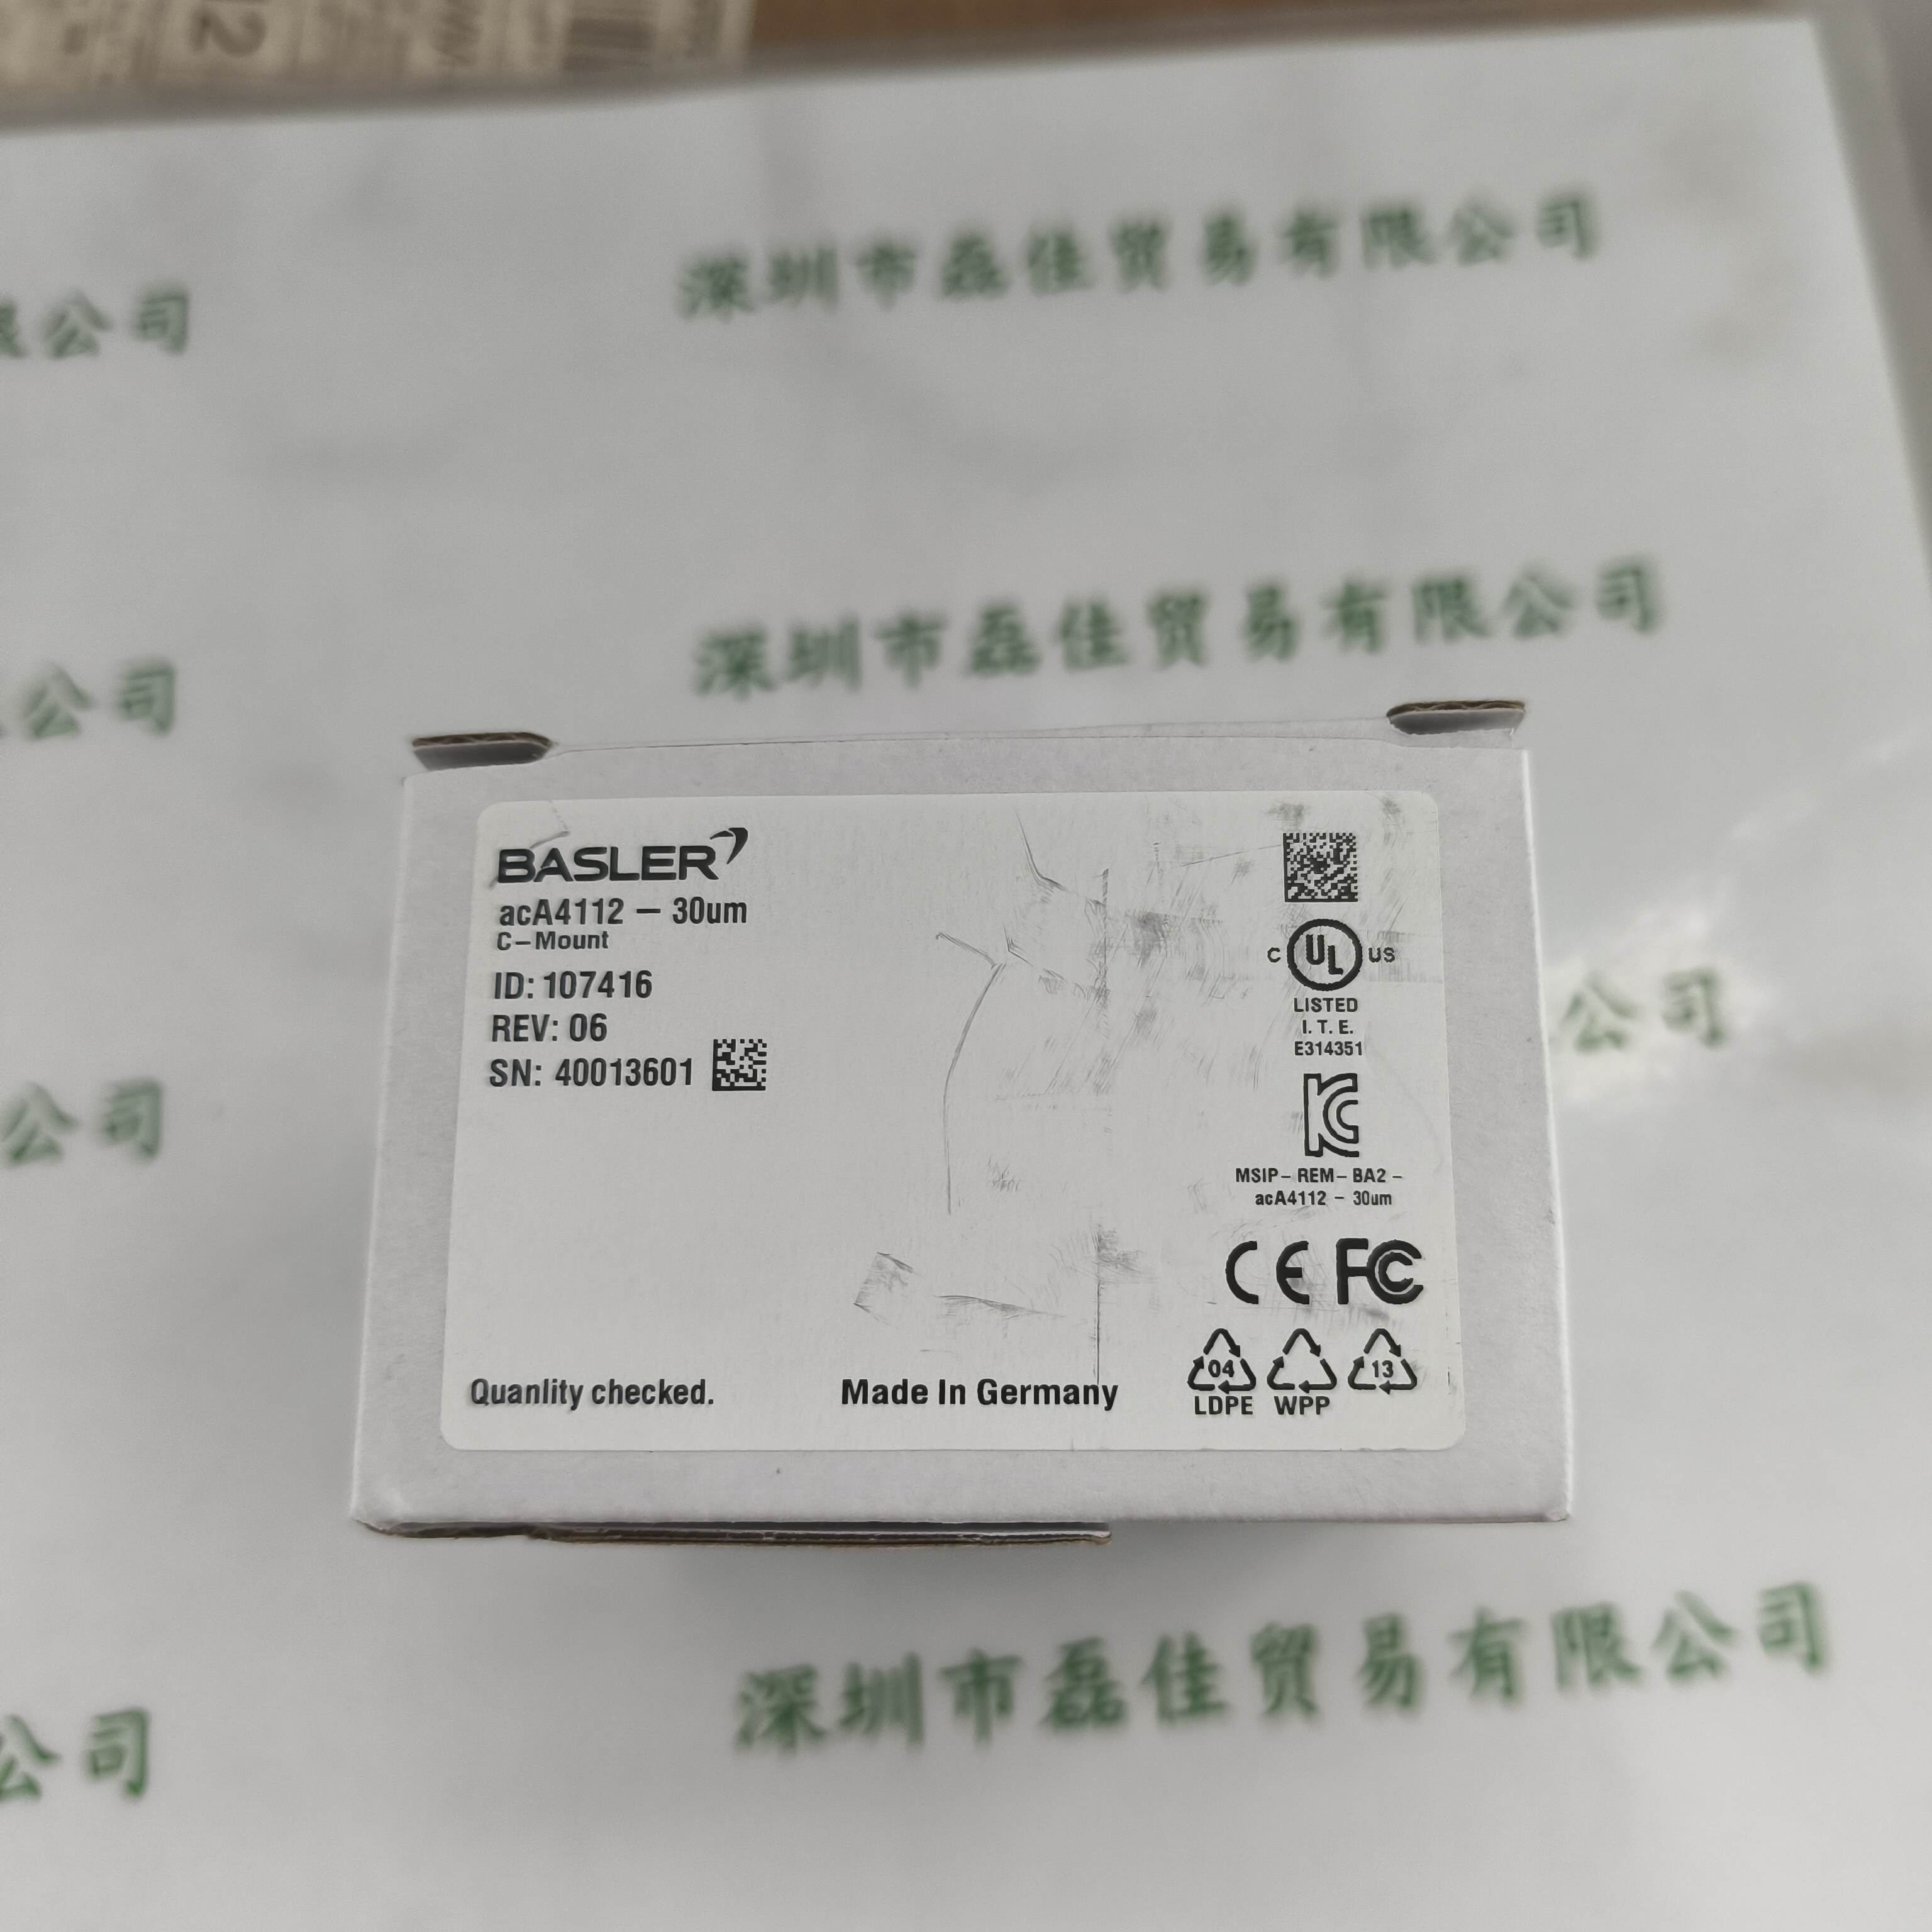 深圳市磊佳贸易有限公司
限公司
深圳市磊佳贸易有限公司
公司
BASLER
acA4112 – 30um
C–Mount
ID: 107416
REV: 06
SN: 40013601
C UL US
LISTED
I. T. E.
E314351
KC
MSIP– REM– BA2 –
acA4112 – 30um
CE FC
04
13
LDPE WPP
Quanlity checked.
Made In Germany
公司
公司
深圳市磊佳贸易有限公司
公司